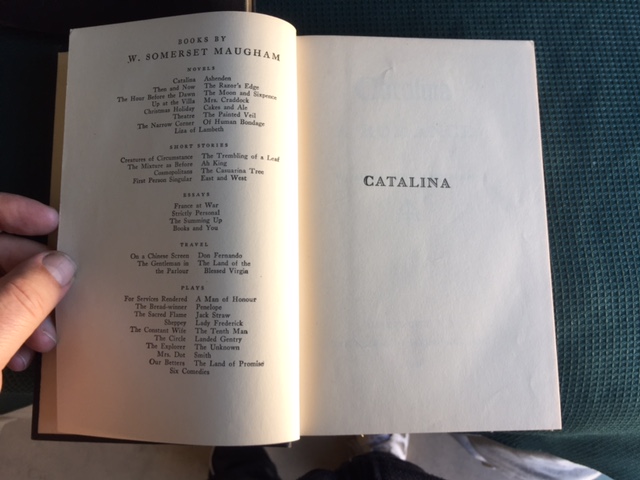 BOOKS BY
W. SOMERSET MAUGHAM
NOVELS
Catalina Ashenden
Then and Now The Razor's Edge
The Hour Before the Dawn The Moon and Sixpence
Up at the Villa Mrs. Craddock
Christmas Holiday Cakes and Ale
Theatre The Painted Veil
The Narrow Corner Of Human Bondage
Liza of Lambeth
SHORT STORIES
Creatures of Circumstance The Trembling of a Leaf
The Mixture as Before Ah King
Cosmopolitans The Casuarina Tree
First Person Singular East and West
ESSAYS
France at War
Strictly Personal
The Summing Up
Books and You
TRAVEL
On a Chinese Screen Don Fernando
The Gentleman in The Land of the
the Parlour Blessed Virgin
PLAYS
For Services Rendered A Man of Honour
The Bread-winner Penelope
The Sacred Flame Jack Straw
Sheppey Lady Frederick
The Constant Wife The Tenth Man
The Circle Landed Gentry
The Explorer The Unknown
Mrs. Dot Smith
Our Betters The Land of Promise
Six Comedies
CATALINA